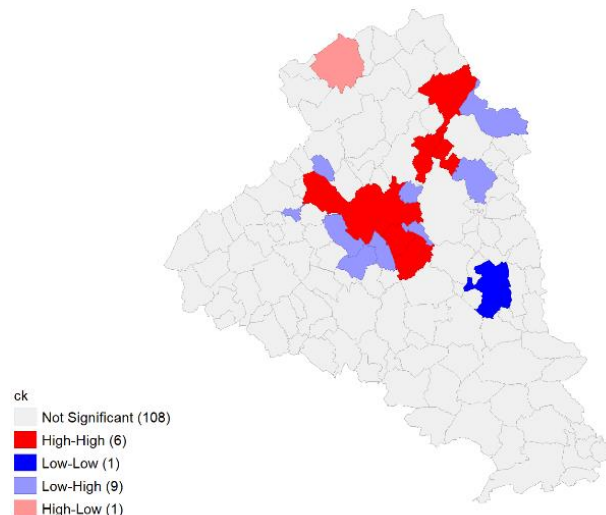 ck
Not Significant (108)
High-High (6)
Low-Low (1)
Low-High (9)
High-Low (1)